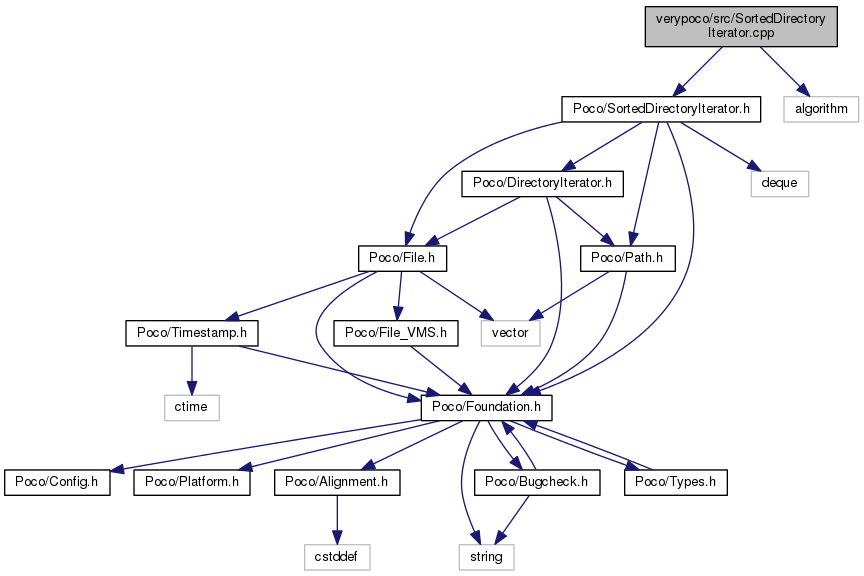 verypoco/src/SortedDirectory
Iterator.cpp
Poco/SortedDirectoryIterator.h
algorithm
Poco/DirectoryIterator.h
deque
Poco/File.h
Poco/Path.h
Poco/Timestamp.h
Poco/File_VMS.h
vector
ctime
Poco/Foundation.h
Poco/Config.h
Poco/Platform.h
Poco/Alignment.h
Poco/Bugcheck.h
Poco/Types.h
cstddef
string